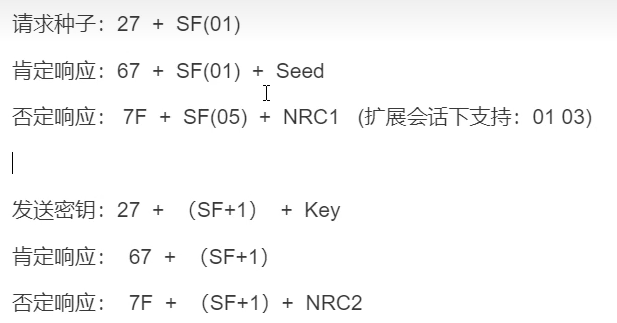 请求种子：27 + SF(01)
肯定响应：67 + SF(01) + Seed
否定响应： 7F + SF(05) + NRC1 (扩展会话下支持：01 03)
发送密钥：27 + （SF+1） + Key
肯定响应： 67 + （SF+1）
否定响应： 7F + （SF+1）+ NRC2